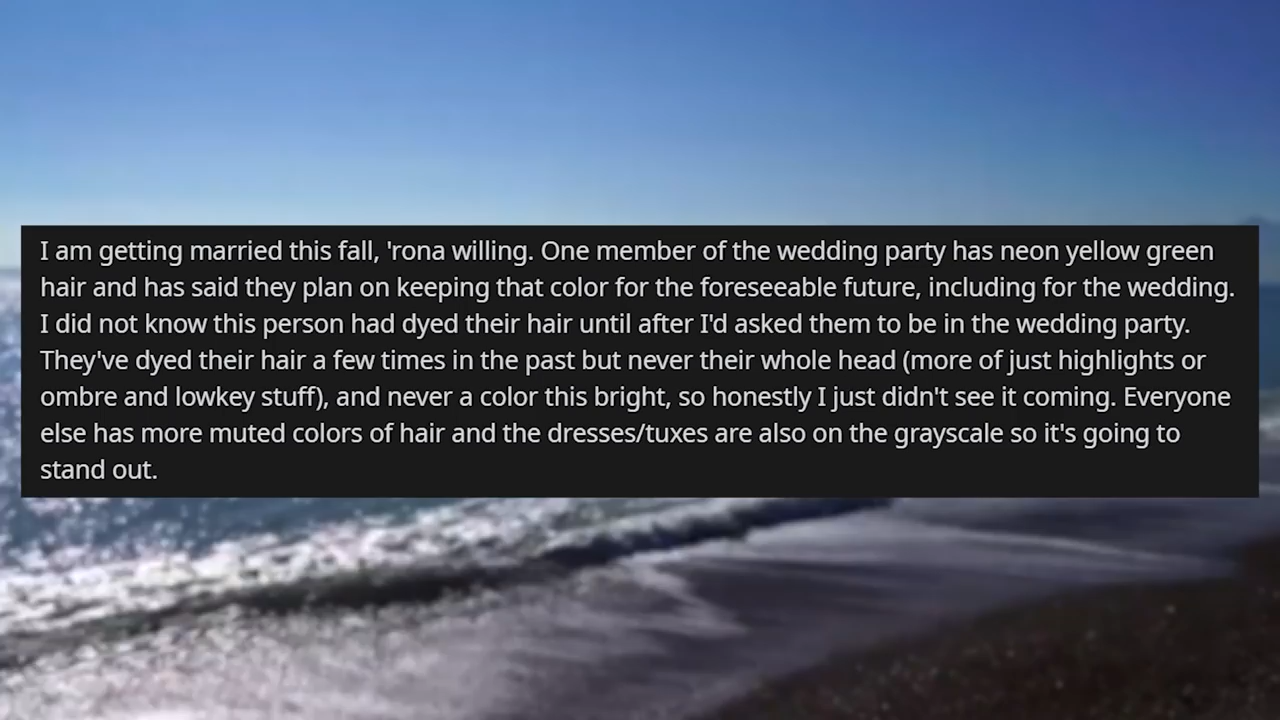 I am getting married this fall, 'rona willing. One member of the wedding party has neon yellow green
hair and has said they plan on keeping that color for the foreseeable future, including for the wedding.
I did not know this person had dyed their hair until after I'd asked them to be in the wedding party.
They've dyed their hair a few times in the past but never their whole head (more of just highlights or
ombre and lowkey stuff), and never a color this bright, so honestly I just didn't see it coming. Everyone
else has more muted colors of hair and the dresses/tuxes are also on the grayscale so it's going to
stand out.